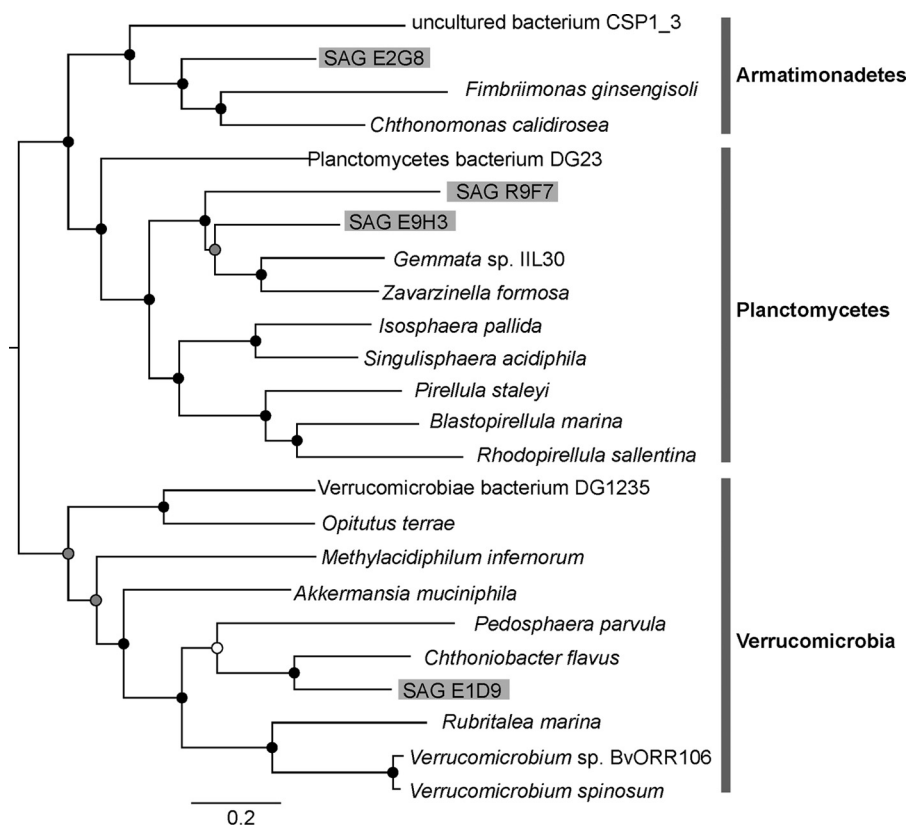 uncultured bacterium CSP1_3
SAG E2G8
Fimbriimonas ginsengisoli
Chthonomonas calidirosea
Armatimonadetes
Planctomycetes bacterium DG23
SAG R9F7
SAG E9H3
Gemmata sp. IIL30
Zavarzinella formosa
Isosphaera pallida
Singulisphaera acidiphila
Pirellula staleyi
Blastopirellula marina
Rhodopirellula sallentina
Planctomycetes
Verrucomicrobiae bacterium DG1235
Opitutus terrae
Methylacidiphilum infernorum
Akkermansia muciniphila
Pedosphaera parvula
Chthoniobacter flavus
SAG E1D9
Rubritalea marina
Verrucomicrobium sp. BvORR106
Verrucomicrobium spinosum
Verrucomicrobia
0.2